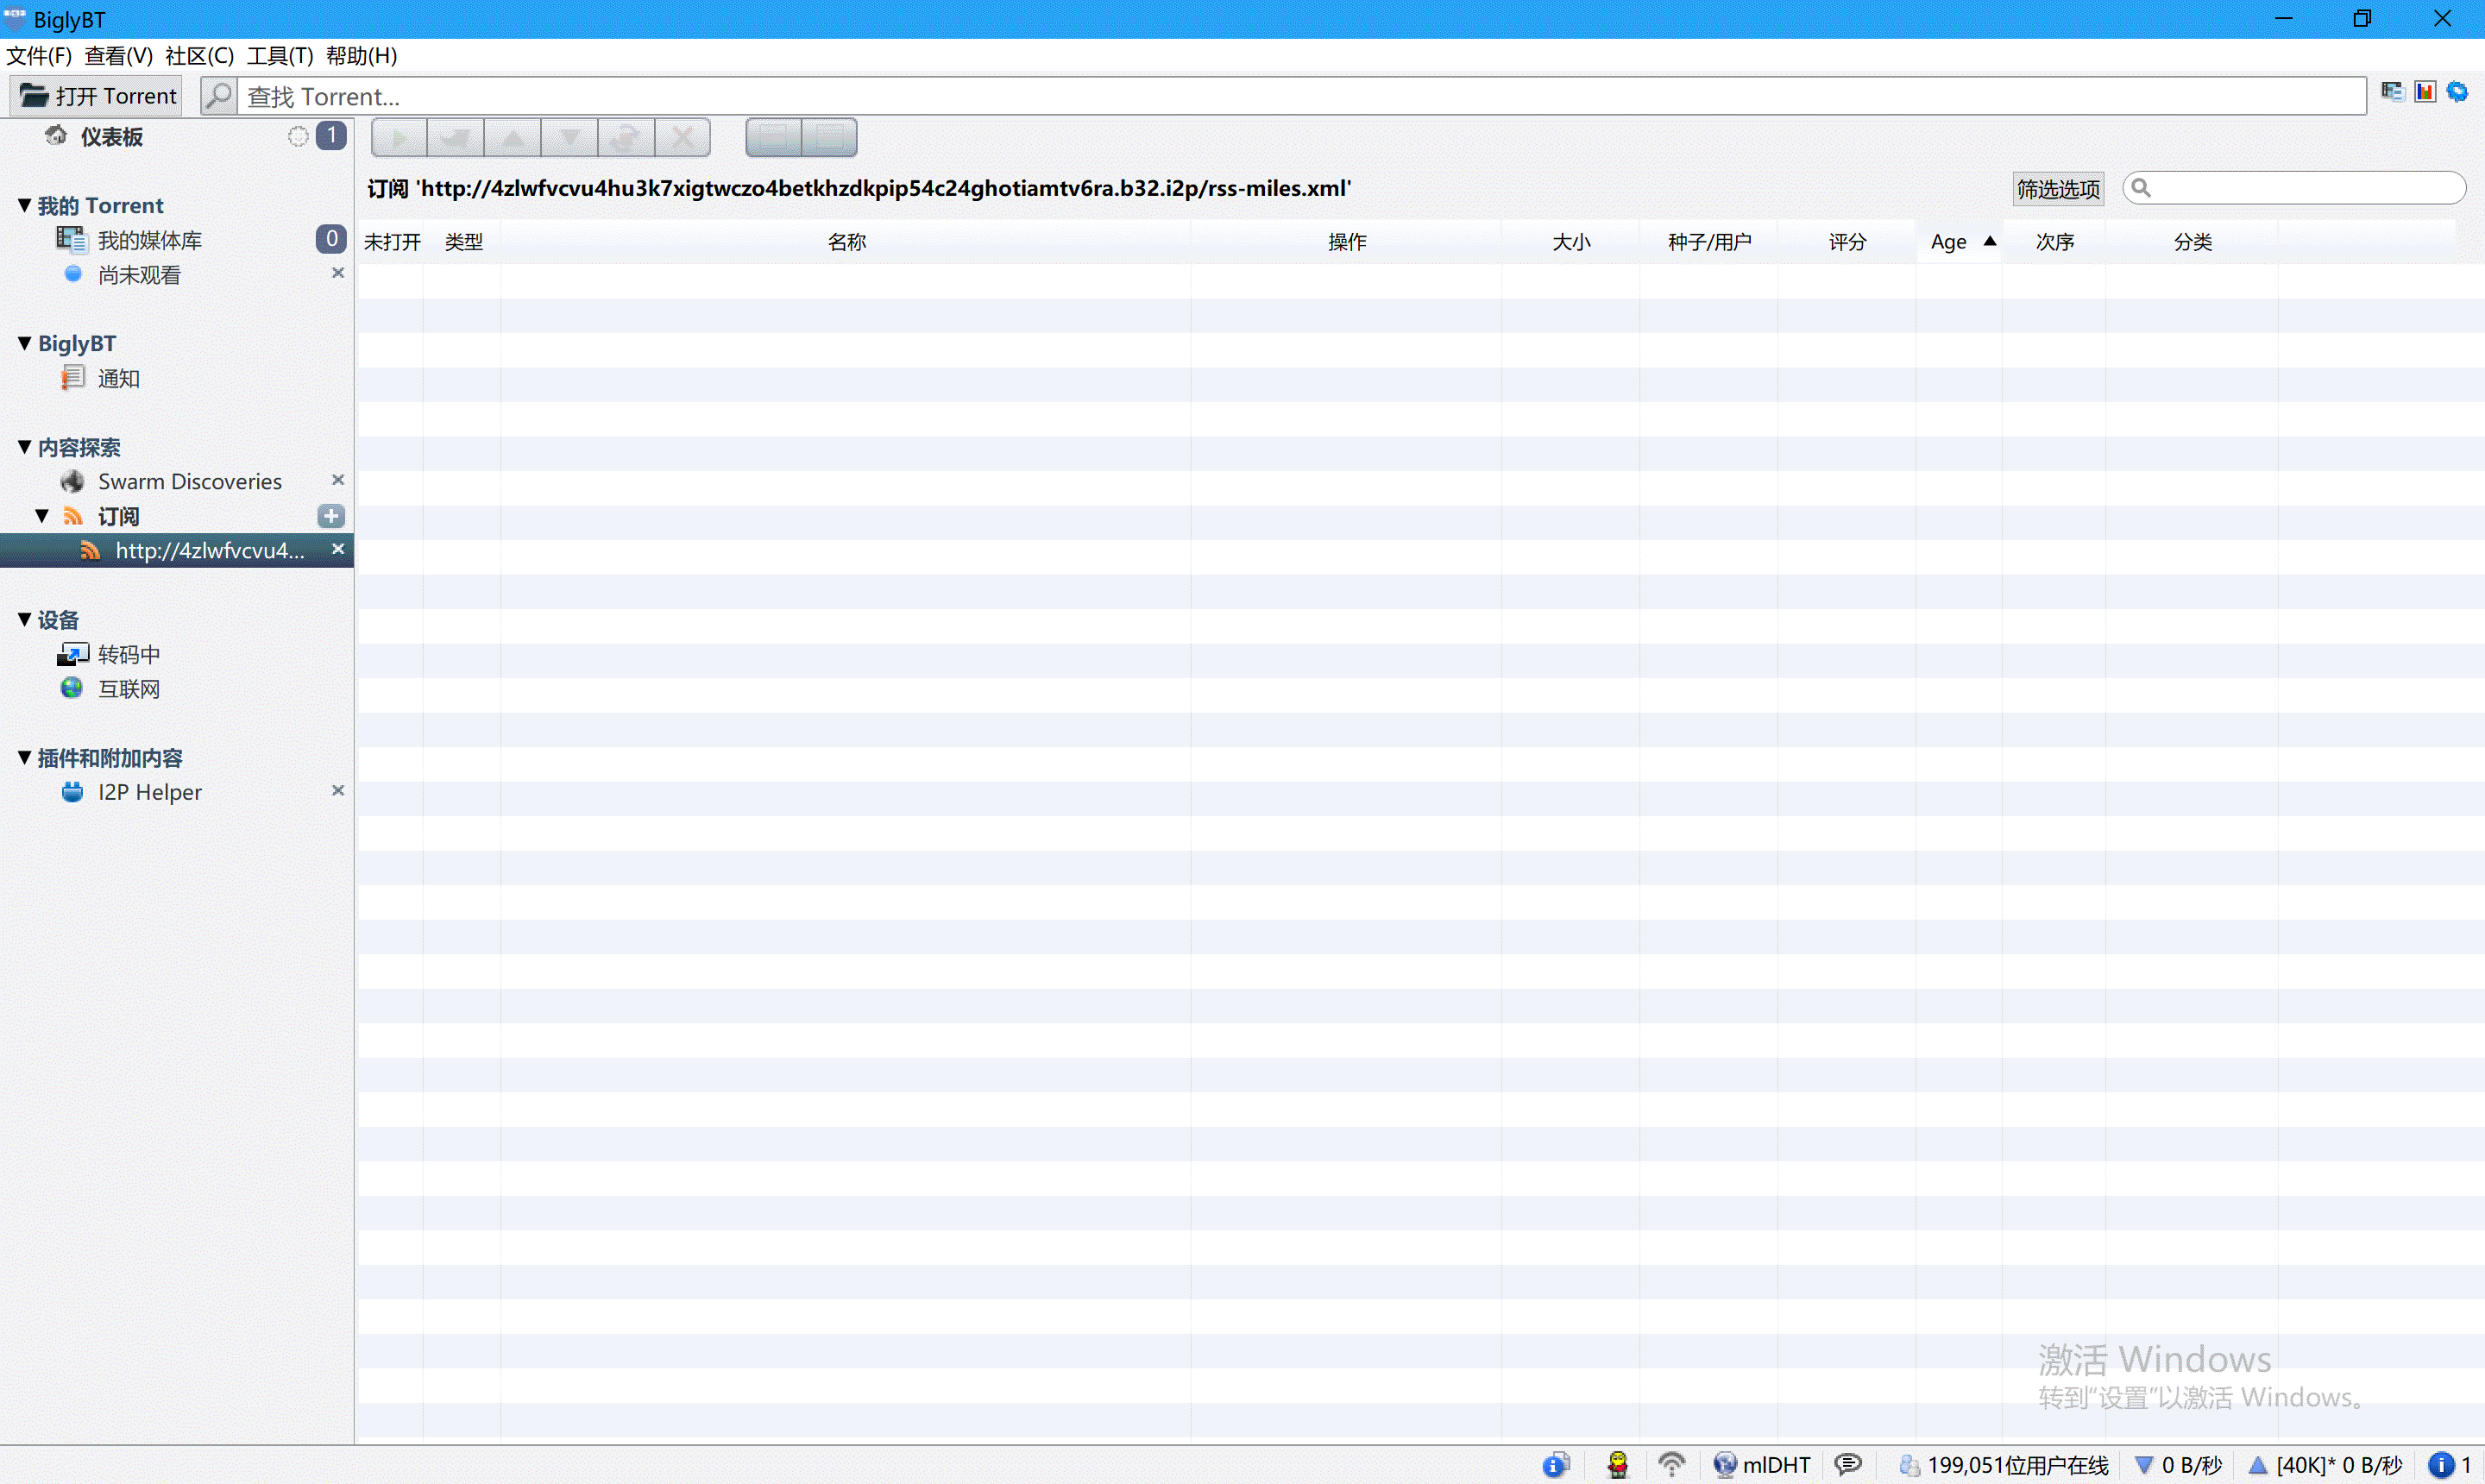 BiglyBT
文件(F) 查看(V) 社区(C) 工具(T) 帮助(H)
打开 Torrent
查找 Torrent...
仪表板 1
我的 Torrent
我的媒体库 0
尚未观看
BiglyBT
通知
内容探索
Swarm Discoveries
订阅
http://4zlwfvcvu4...
设备
转码中
互联网
插件和附加内容
I2P Helper
订阅 'http://4zlwfvcvu4hu3k7xigtwczo4betkhzdkpip54c24ghotiamtv6ra.b32.i2p/rss-miles.xml'
筛选选项
未打开 类型 名称 操作 大小 种子/用户 评分 Age 次序 分类
激活 Windows
转到“设置”以激活 Windows。
mlDHT 199,051位用户在线 0 B/秒 [40K]* 0 B/秒 1